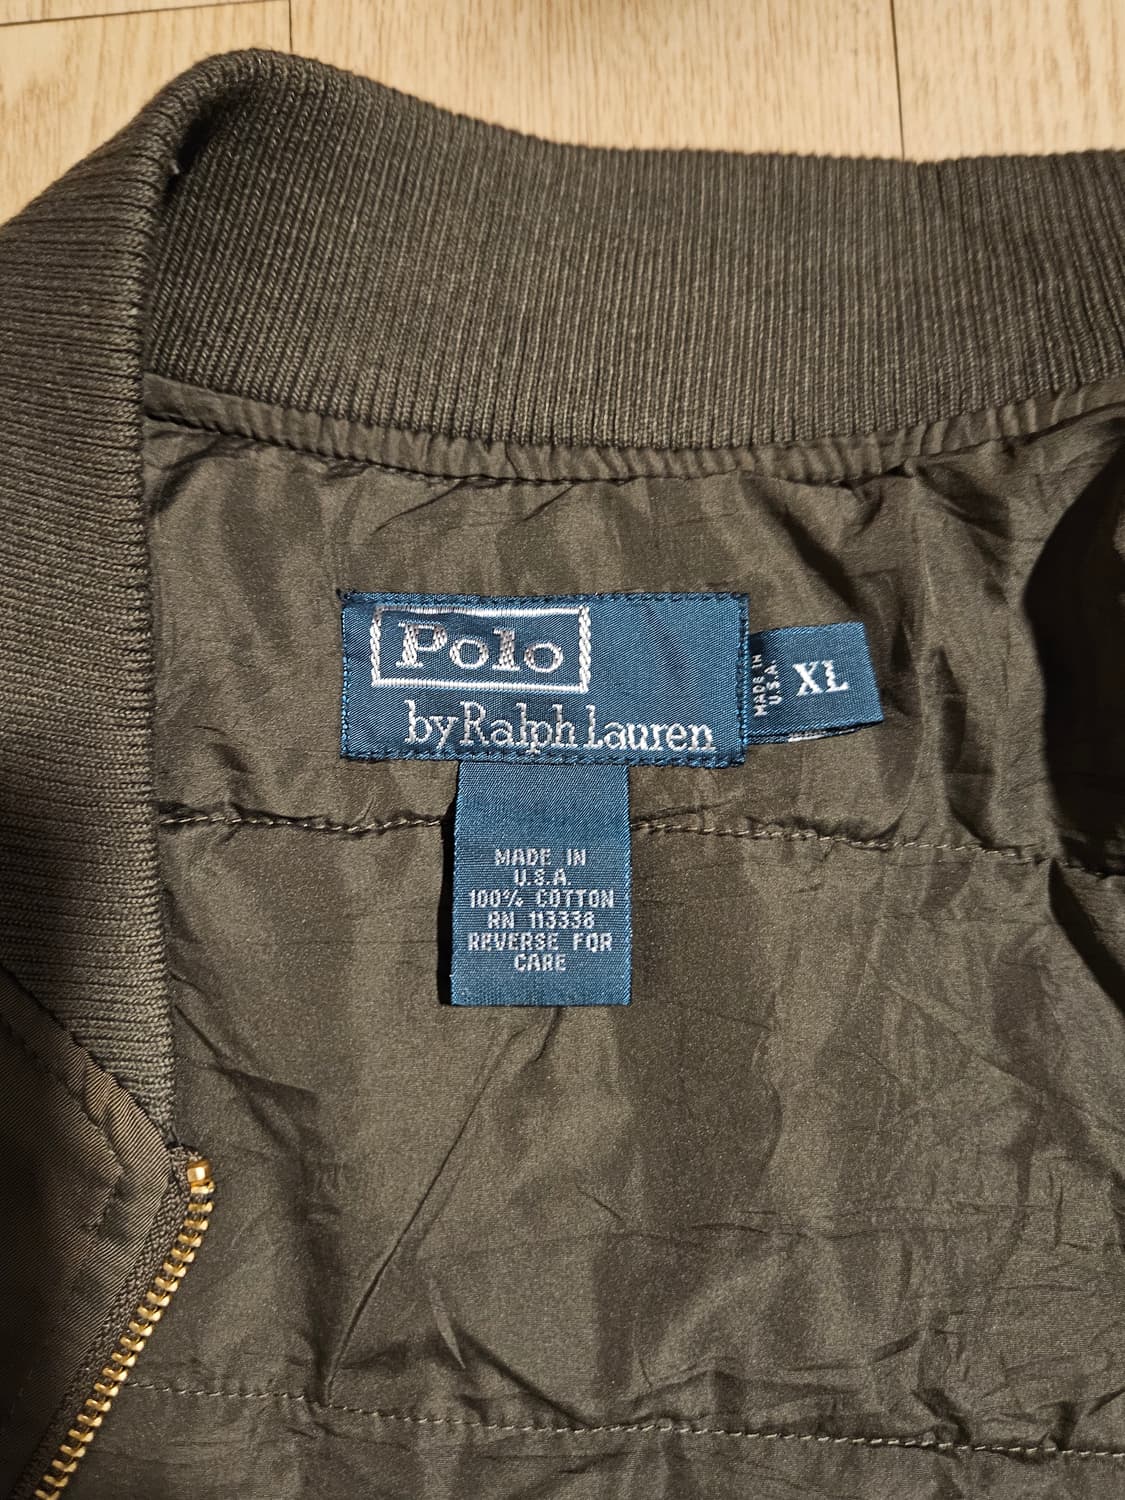 Polo
by Ralph Lauren
MADE IN
U.S.A.
XL
MADE IN
U.S.A
100% COTTON
RN 113338
REVERSE FOR
CARE